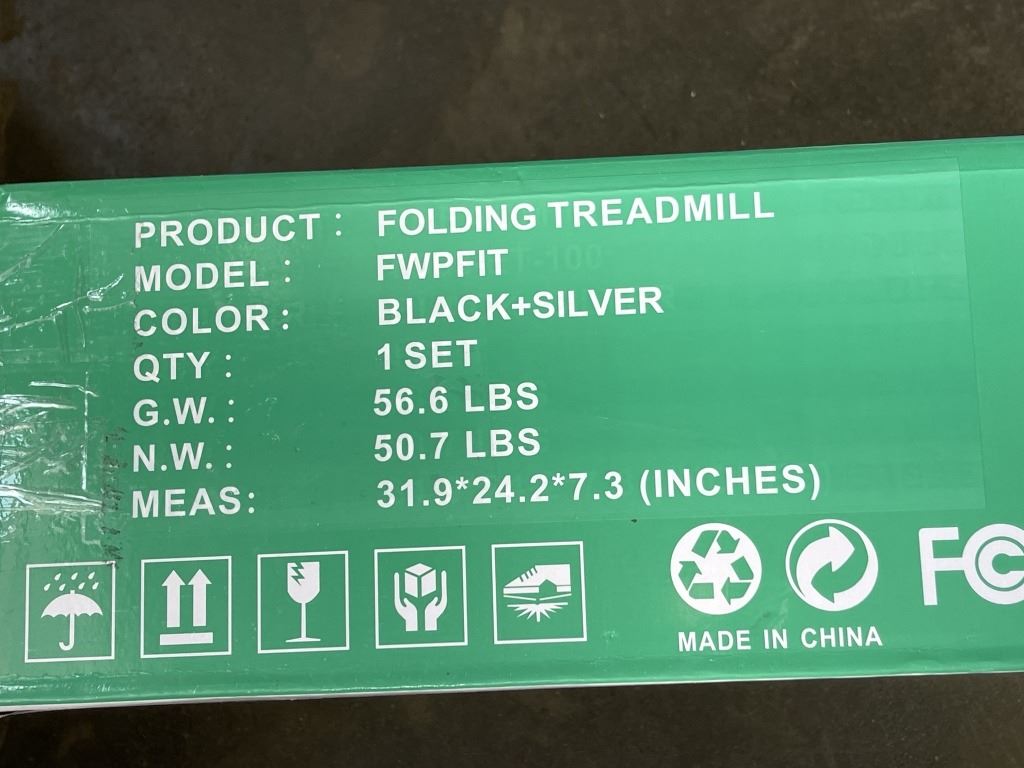 PRODUCT: FOLDING TREADMILL
MODEL: FWPFIT
COLOR: BLACK+SILVER
QTY: 1 SET
G.W.: 56.6 LBS
N.W.: 50.7 LBS
MEAS: 31.9*24.2*7.3 (INCHES)
FC
MADE IN CHINA